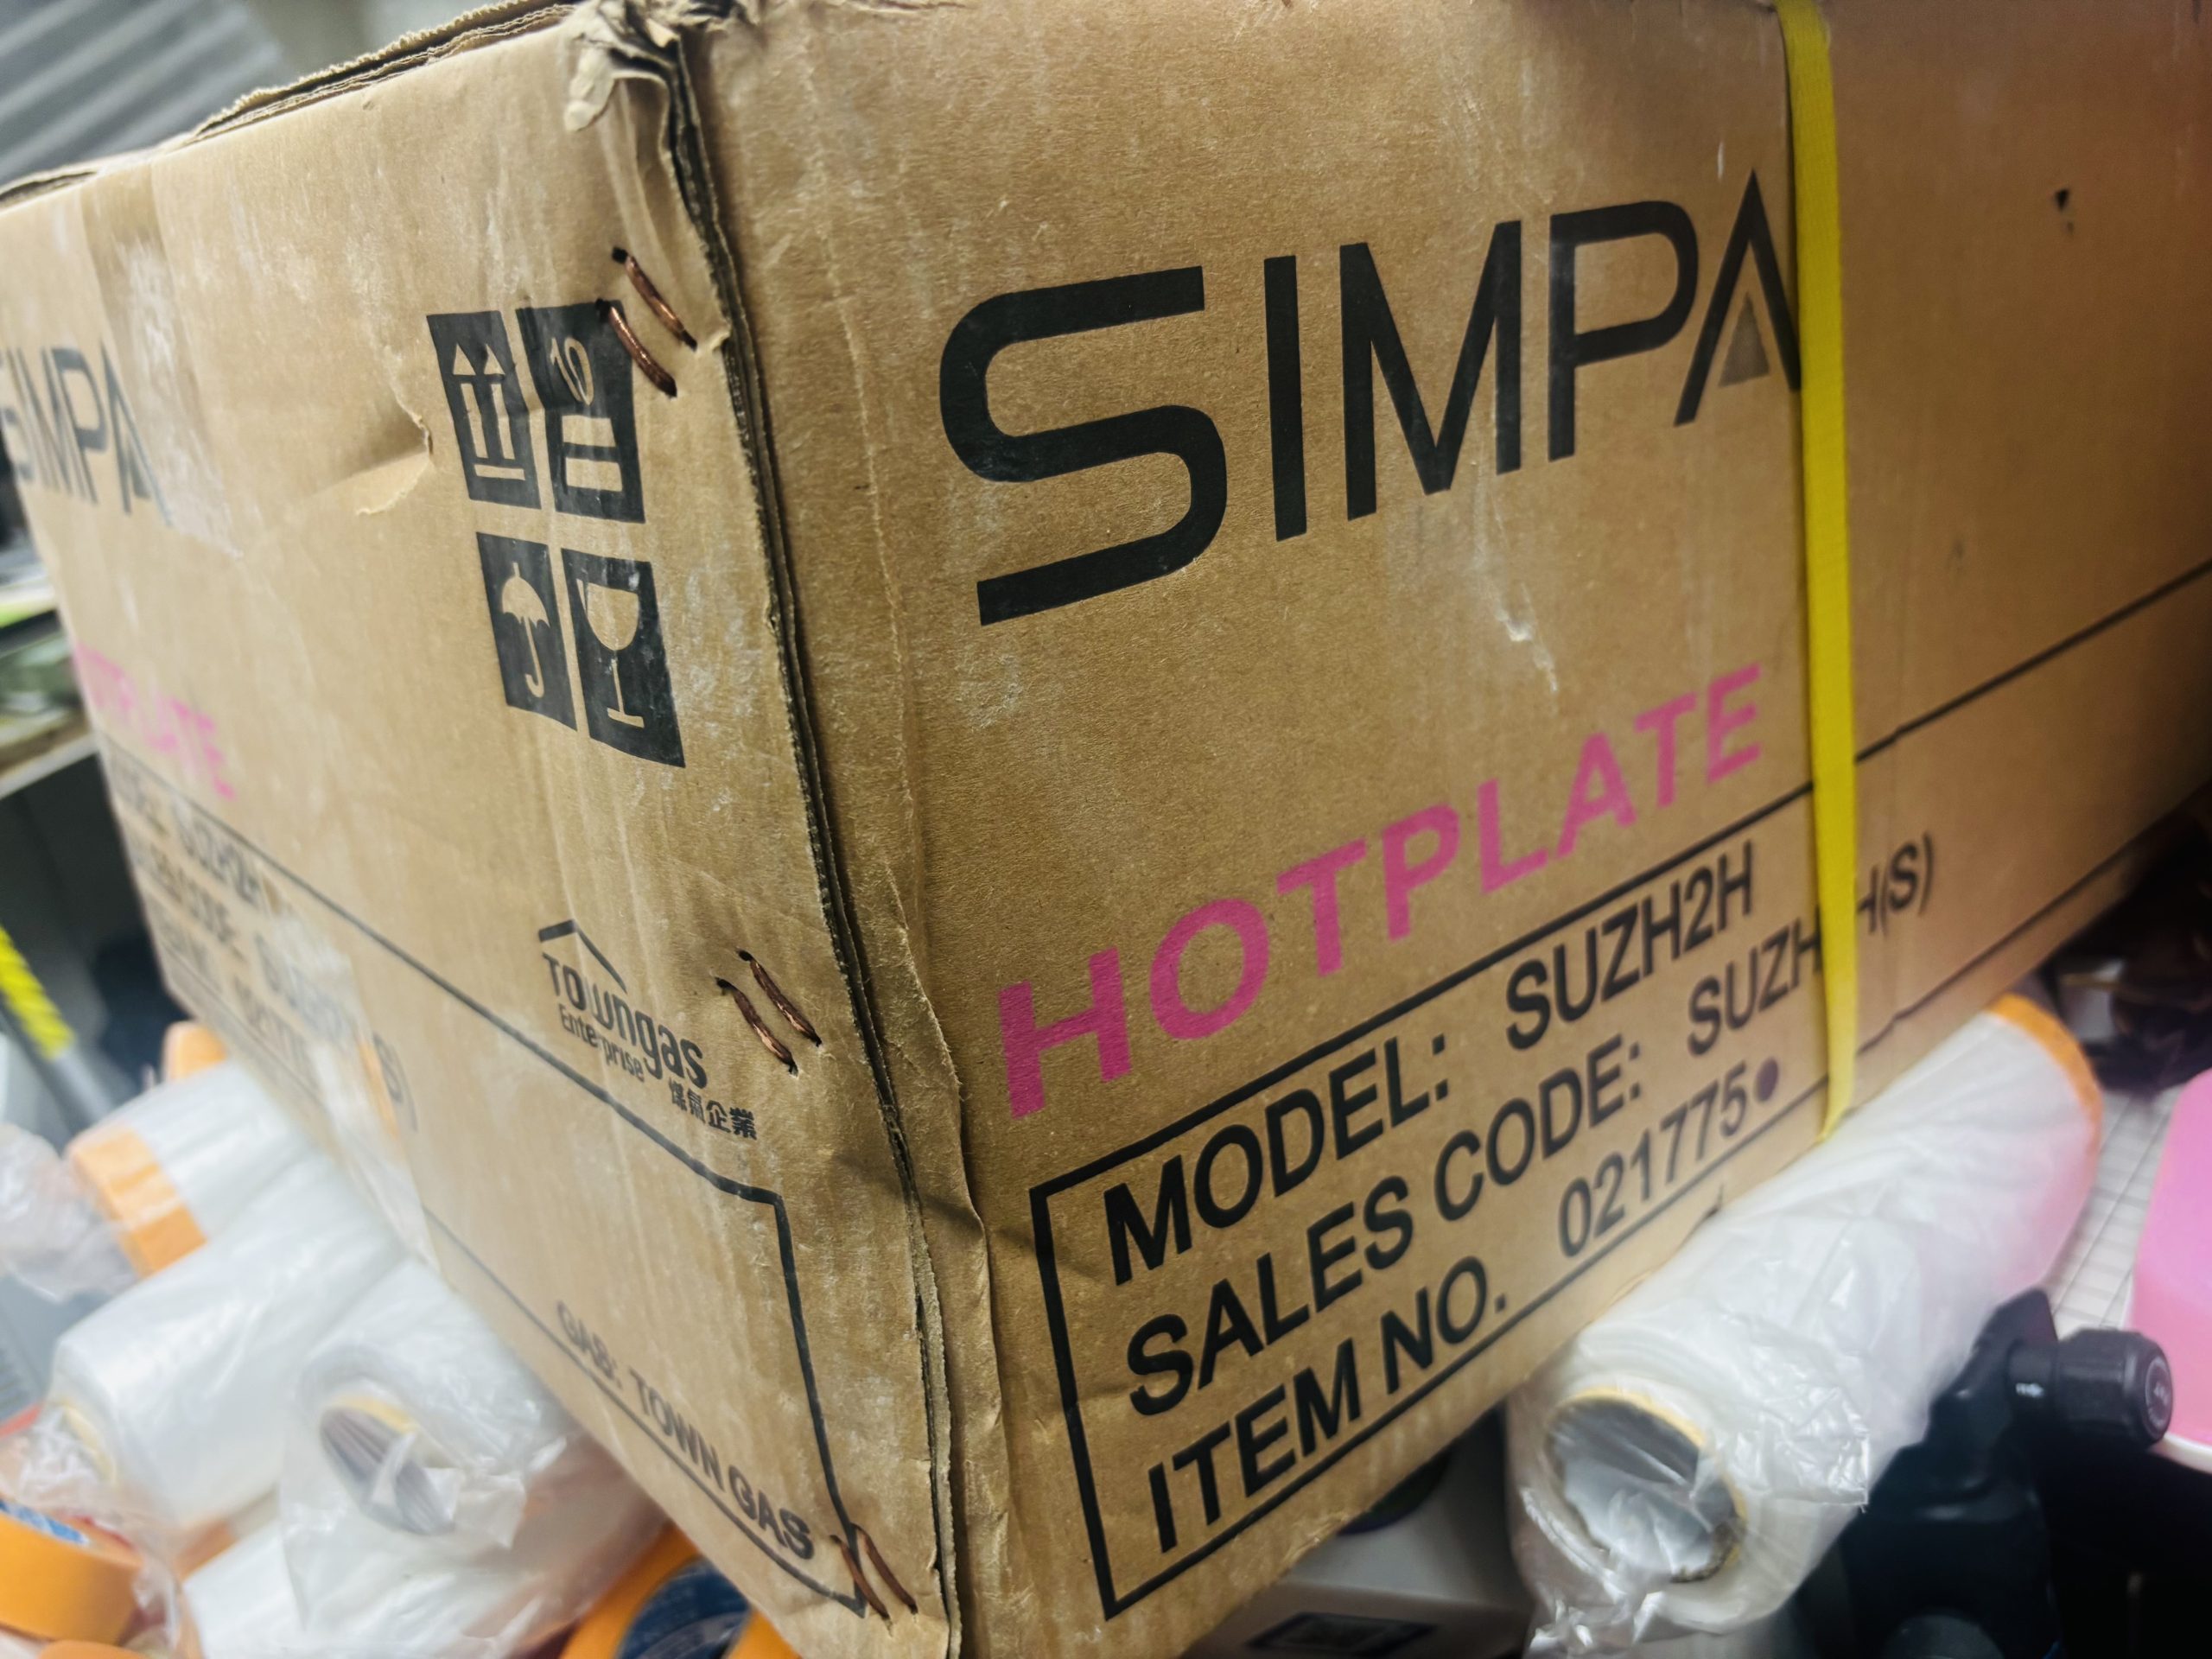 SIMPA
HOTPLATE
10
Towngas
Enterprise
煤氣企業
GAS: TOWN GAS
SIMPA
HOTPLATE
MODEL: SUZH2H
SALES CODE:
ITEM NO. 021775